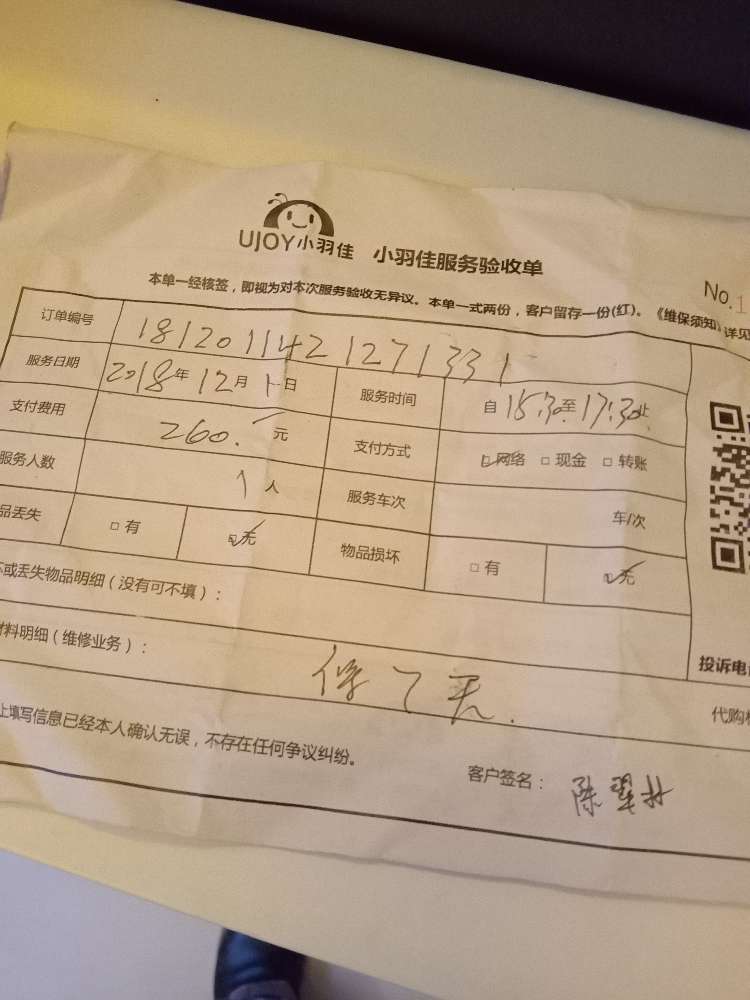 UJOY小羽佳 小羽佳服务验收单
No.1
本单一经核签，即视为对本次服务验收无异议。本单一式两份，客户留存一份(红)。《维保须知》详见
订单编号 1812011421271331
服务日期 2018年12月1日 服务时间 自15:30至17:30止
支付费用 260.元 支付方式 网络 现金 转账
服务人数 1人 服务车次 车/次
品丢失 有 无 物品损坏 有 无
不或丢失物品明细（没有可不填）：
材料明细（维修业务）：
投诉电话
代购
上填写信息已经本人确认无误，不存在任何争议纠纷。
客户签名：陈